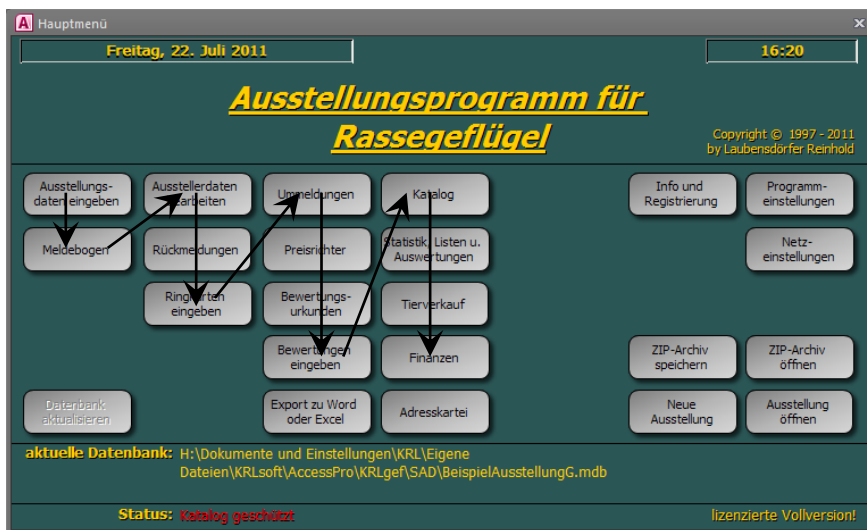 Hauptmenü
Freitag, 22. Juli 2011
16:20
Ausstellungsprogramm für
Rassegeflügel
Copyright © 1997 - 2011
by Laubensdörfer Reinhold
Ausstellungs-
daten eingeben
Ausstellerdaten
bearbeiten
Ummeldungen
Katalog
Info und
Registrierung
Programm-
einstellungen
Meldebogen
Rückmeldungen
Preisrichter
Statistik, Listen u.
Auswertungen
Netz-
einstellungen
Ringkarten
eingeben
Bewertungs-
urkunden
Tierverkauf
Bewertungen
eingeben
Finanzen
ZIP-Archiv
speichern
ZIP-Archiv
öffnen
Datenbank
aktualisieren
Export zu Word
oder Excel
Adresskartei
Neue
Ausstellung
Ausstellung
öffnen
aktuelle Datenbank: H:\Dokumente und Einstellungen\KRL\Eigene
Dateien\KRLsoft\AccessPro\KRLgef\SAD\BeispielAusstellungG.mdb
Status: Katalog geschützt
lizenzierte Vollversion!